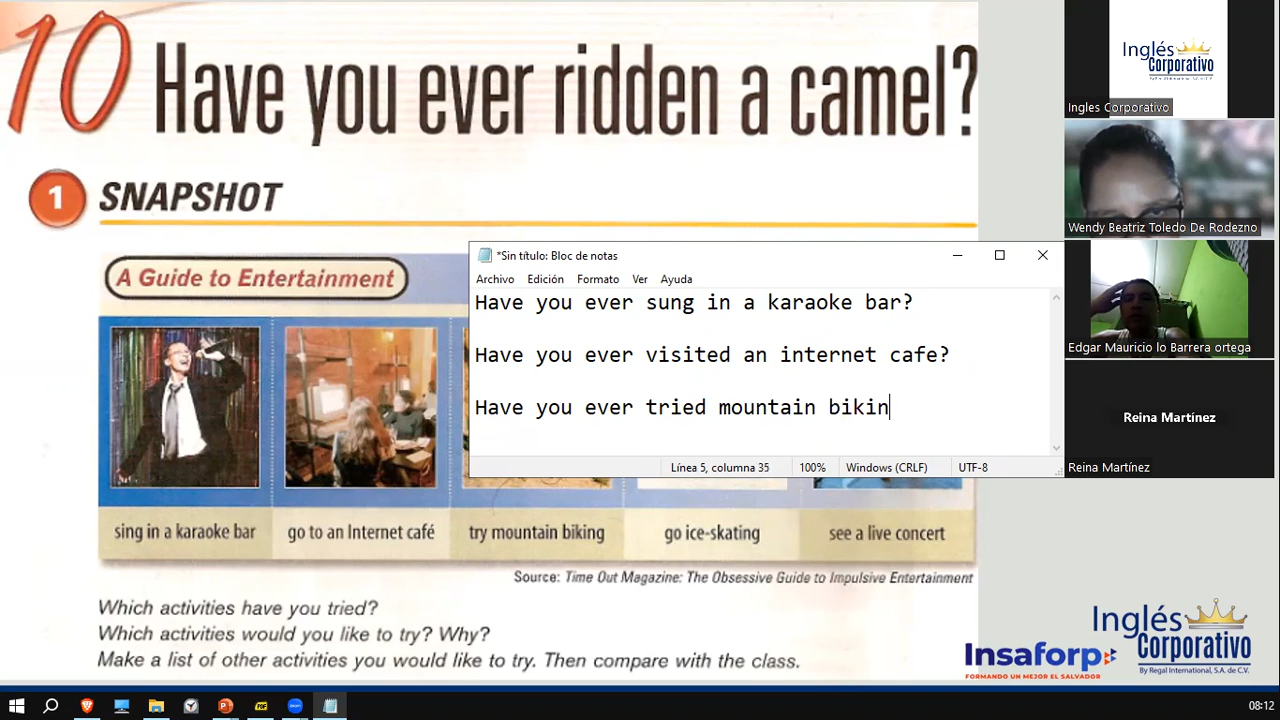 10 Have you ever ridden a camel?
1 SNAPSHOT
A Guide to Entertainment
*Sin título: Bloc de notas
Archivo Edición Formato Ver Ayuda
Have you ever sung in a karaoke bar?
Have you ever visited an internet cafe?
Have you ever tried mountain bikin
Línea 5, columna 35 100% Windows (CRLF) UTF-8
sing in a karaoke bar go to an Internet café try mountain biking go ice-skating see a live concert
Source: Time Out Magazine: The Obsessive Guide to Impulsive Entertainment
Which activities have you tried?
Which activities would you like to try? Why?
Make a list of other activities you would like to try. Then compare with the class.
Inglés
Corporativo
By Regal International, S.A. de C.V.
Ingles Corporativo
Wendy Beatriz Toledo De Rodezno
Edgar Mauricio lo Barrera ortega
Reina Martínez
Reina Martínez
Insaforp
FORMANDO UN MEJOR EL SALVADOR
Inglés
Corporativo
By Regal International, S.A. de C.V.
08:12